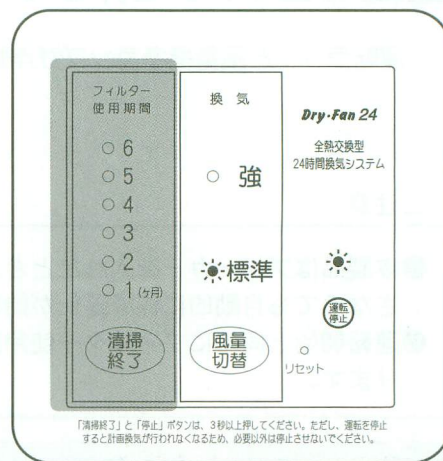 フィルター
使用期間
○ 6
○ 5
○ 4
○ 3
○ 2
○ 1 (ヶ月)
清掃
終了
換気
○ 強
標準
風量
切替
Dry・Fan 24
全熱交換型
24時間換気システム
運転
停止
リセット
「清掃終了」と「停止」ボタンは、3秒以上押してください。ただし、運転を停止
すると計画換気が行われなくなるため、必要以外は停止させないでください。